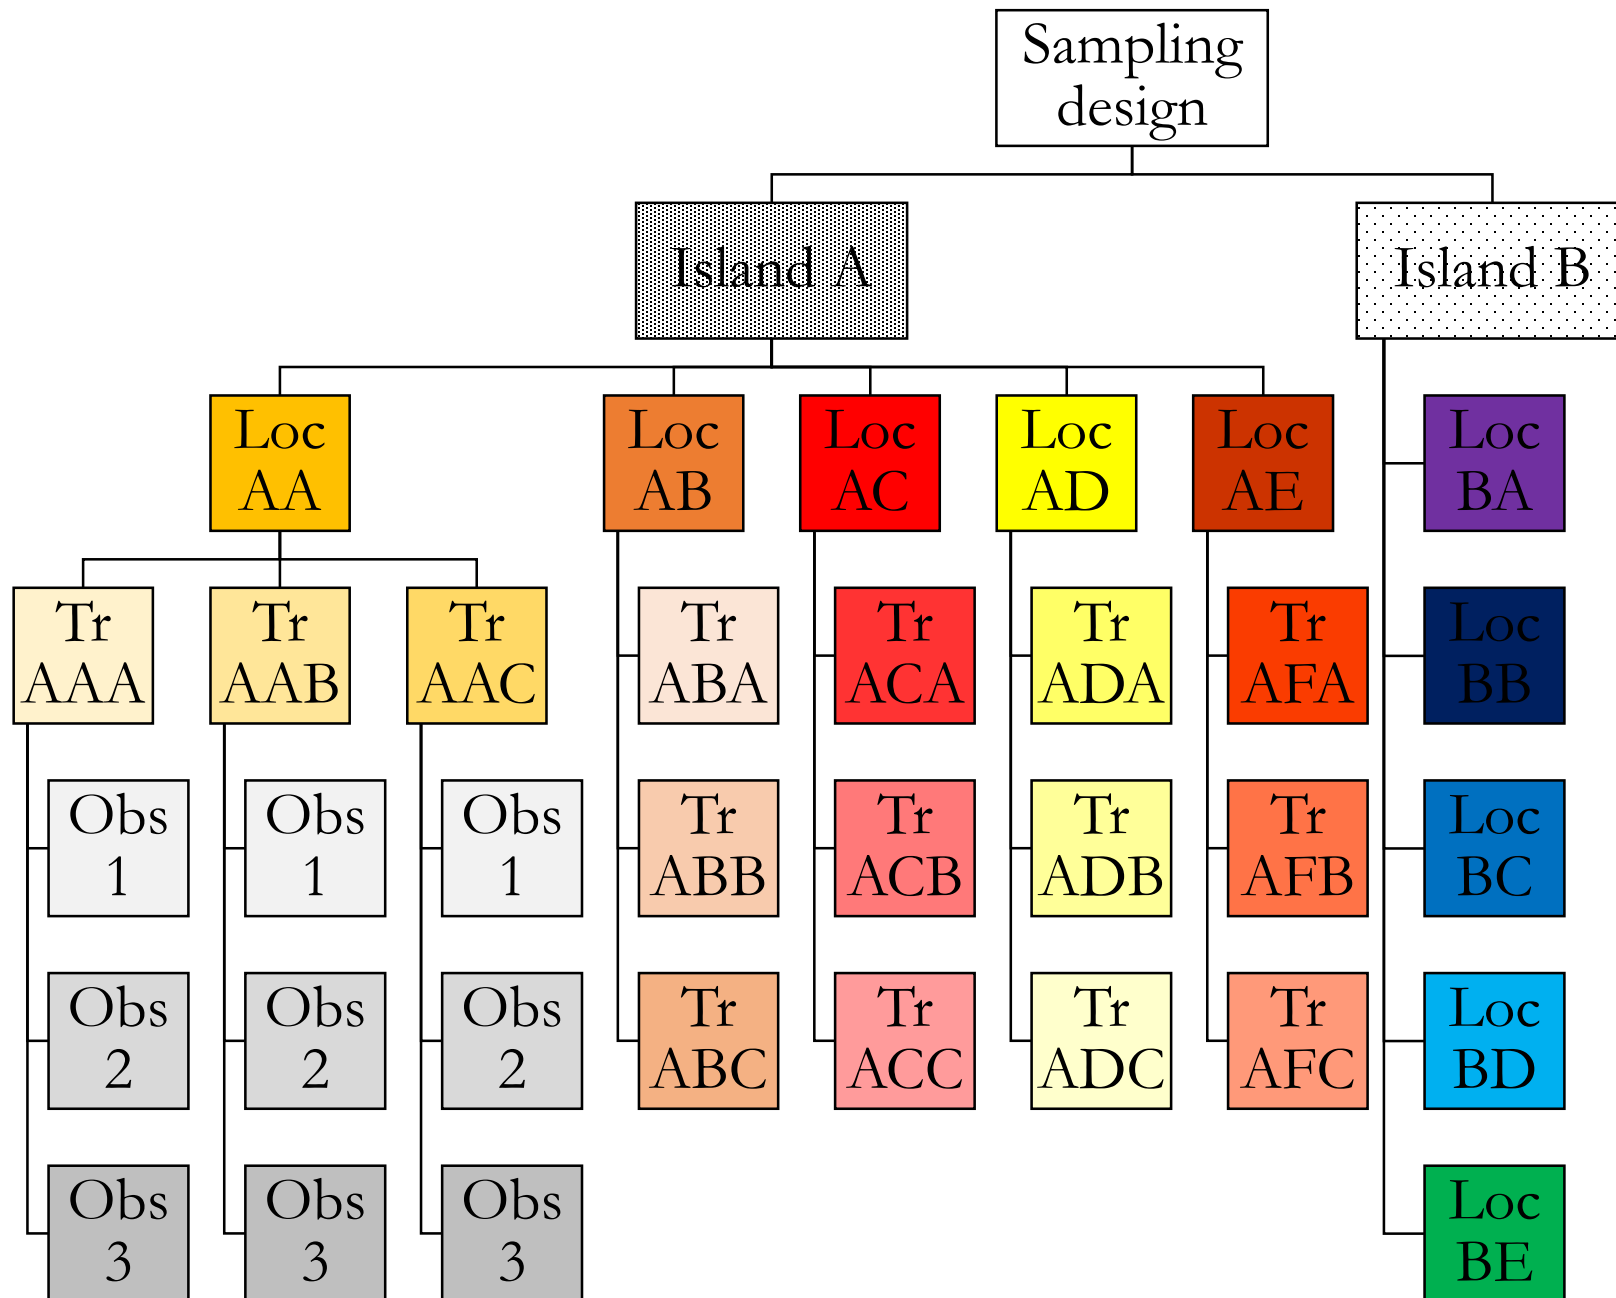 Sampling
design
Island A
Island B
Loc
AA
Loc
AB
Loc
AC
Loc
AD
Loc
AE
Loc
BA
Tr
AAA
Tr
AAB
Tr
AAC
Tr
ABA
Tr
ACA
Tr
ADA
Tr
AFA
Loc
BB
Obs
1
Obs
1
Obs
1
Tr
ABB
Tr
ACB
Tr
ADB
Tr
AFB
Loc
BC
Obs
2
Obs
2
Obs
2
Tr
ABC
Tr
ACC
Tr
ADC
Tr
AFC
Loc
BD
Obs
3
Obs
3
Obs
3
Loc
BE